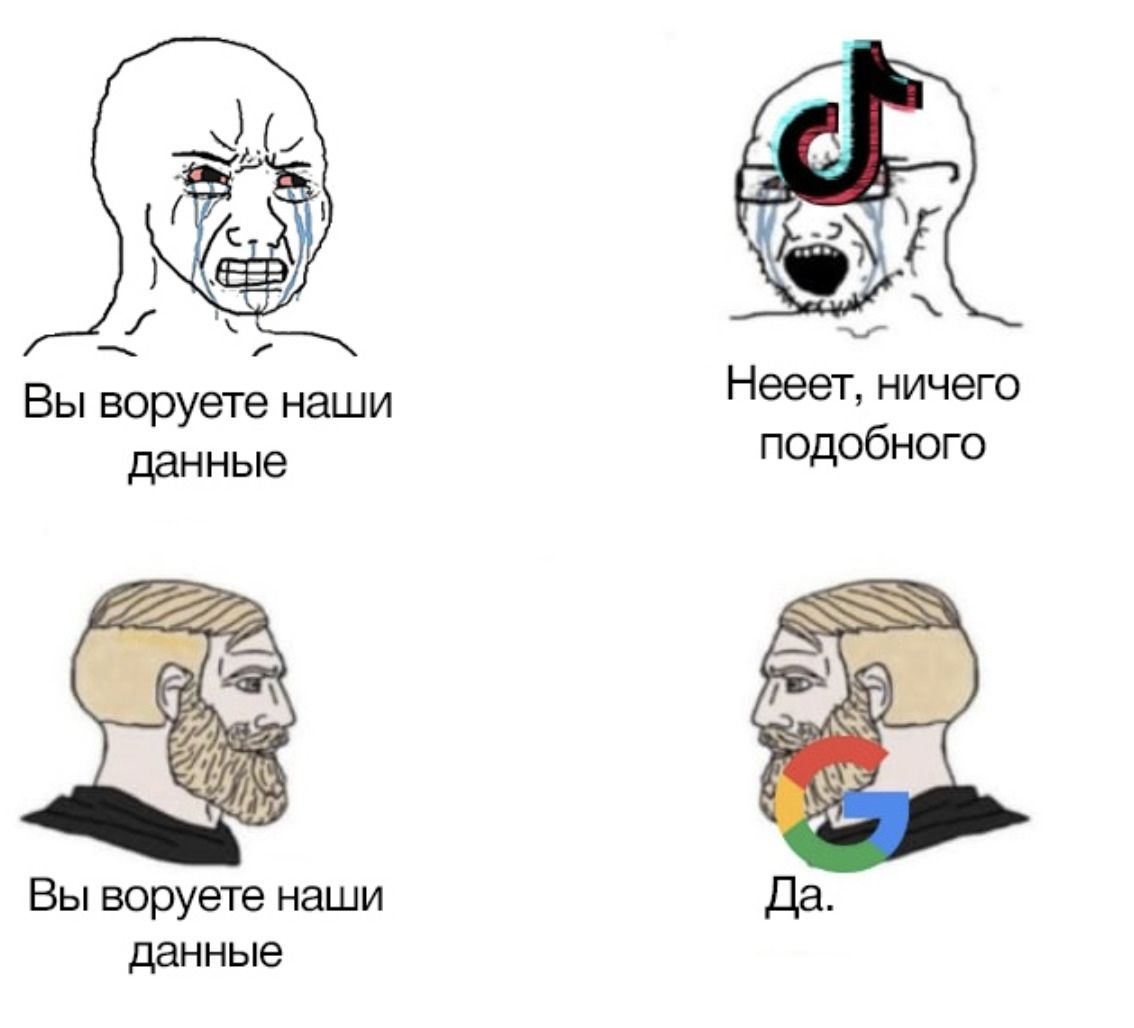 Вы воруете наши
данные
Нееет, ничего
подобного
Вы воруете наши
данные
Да.